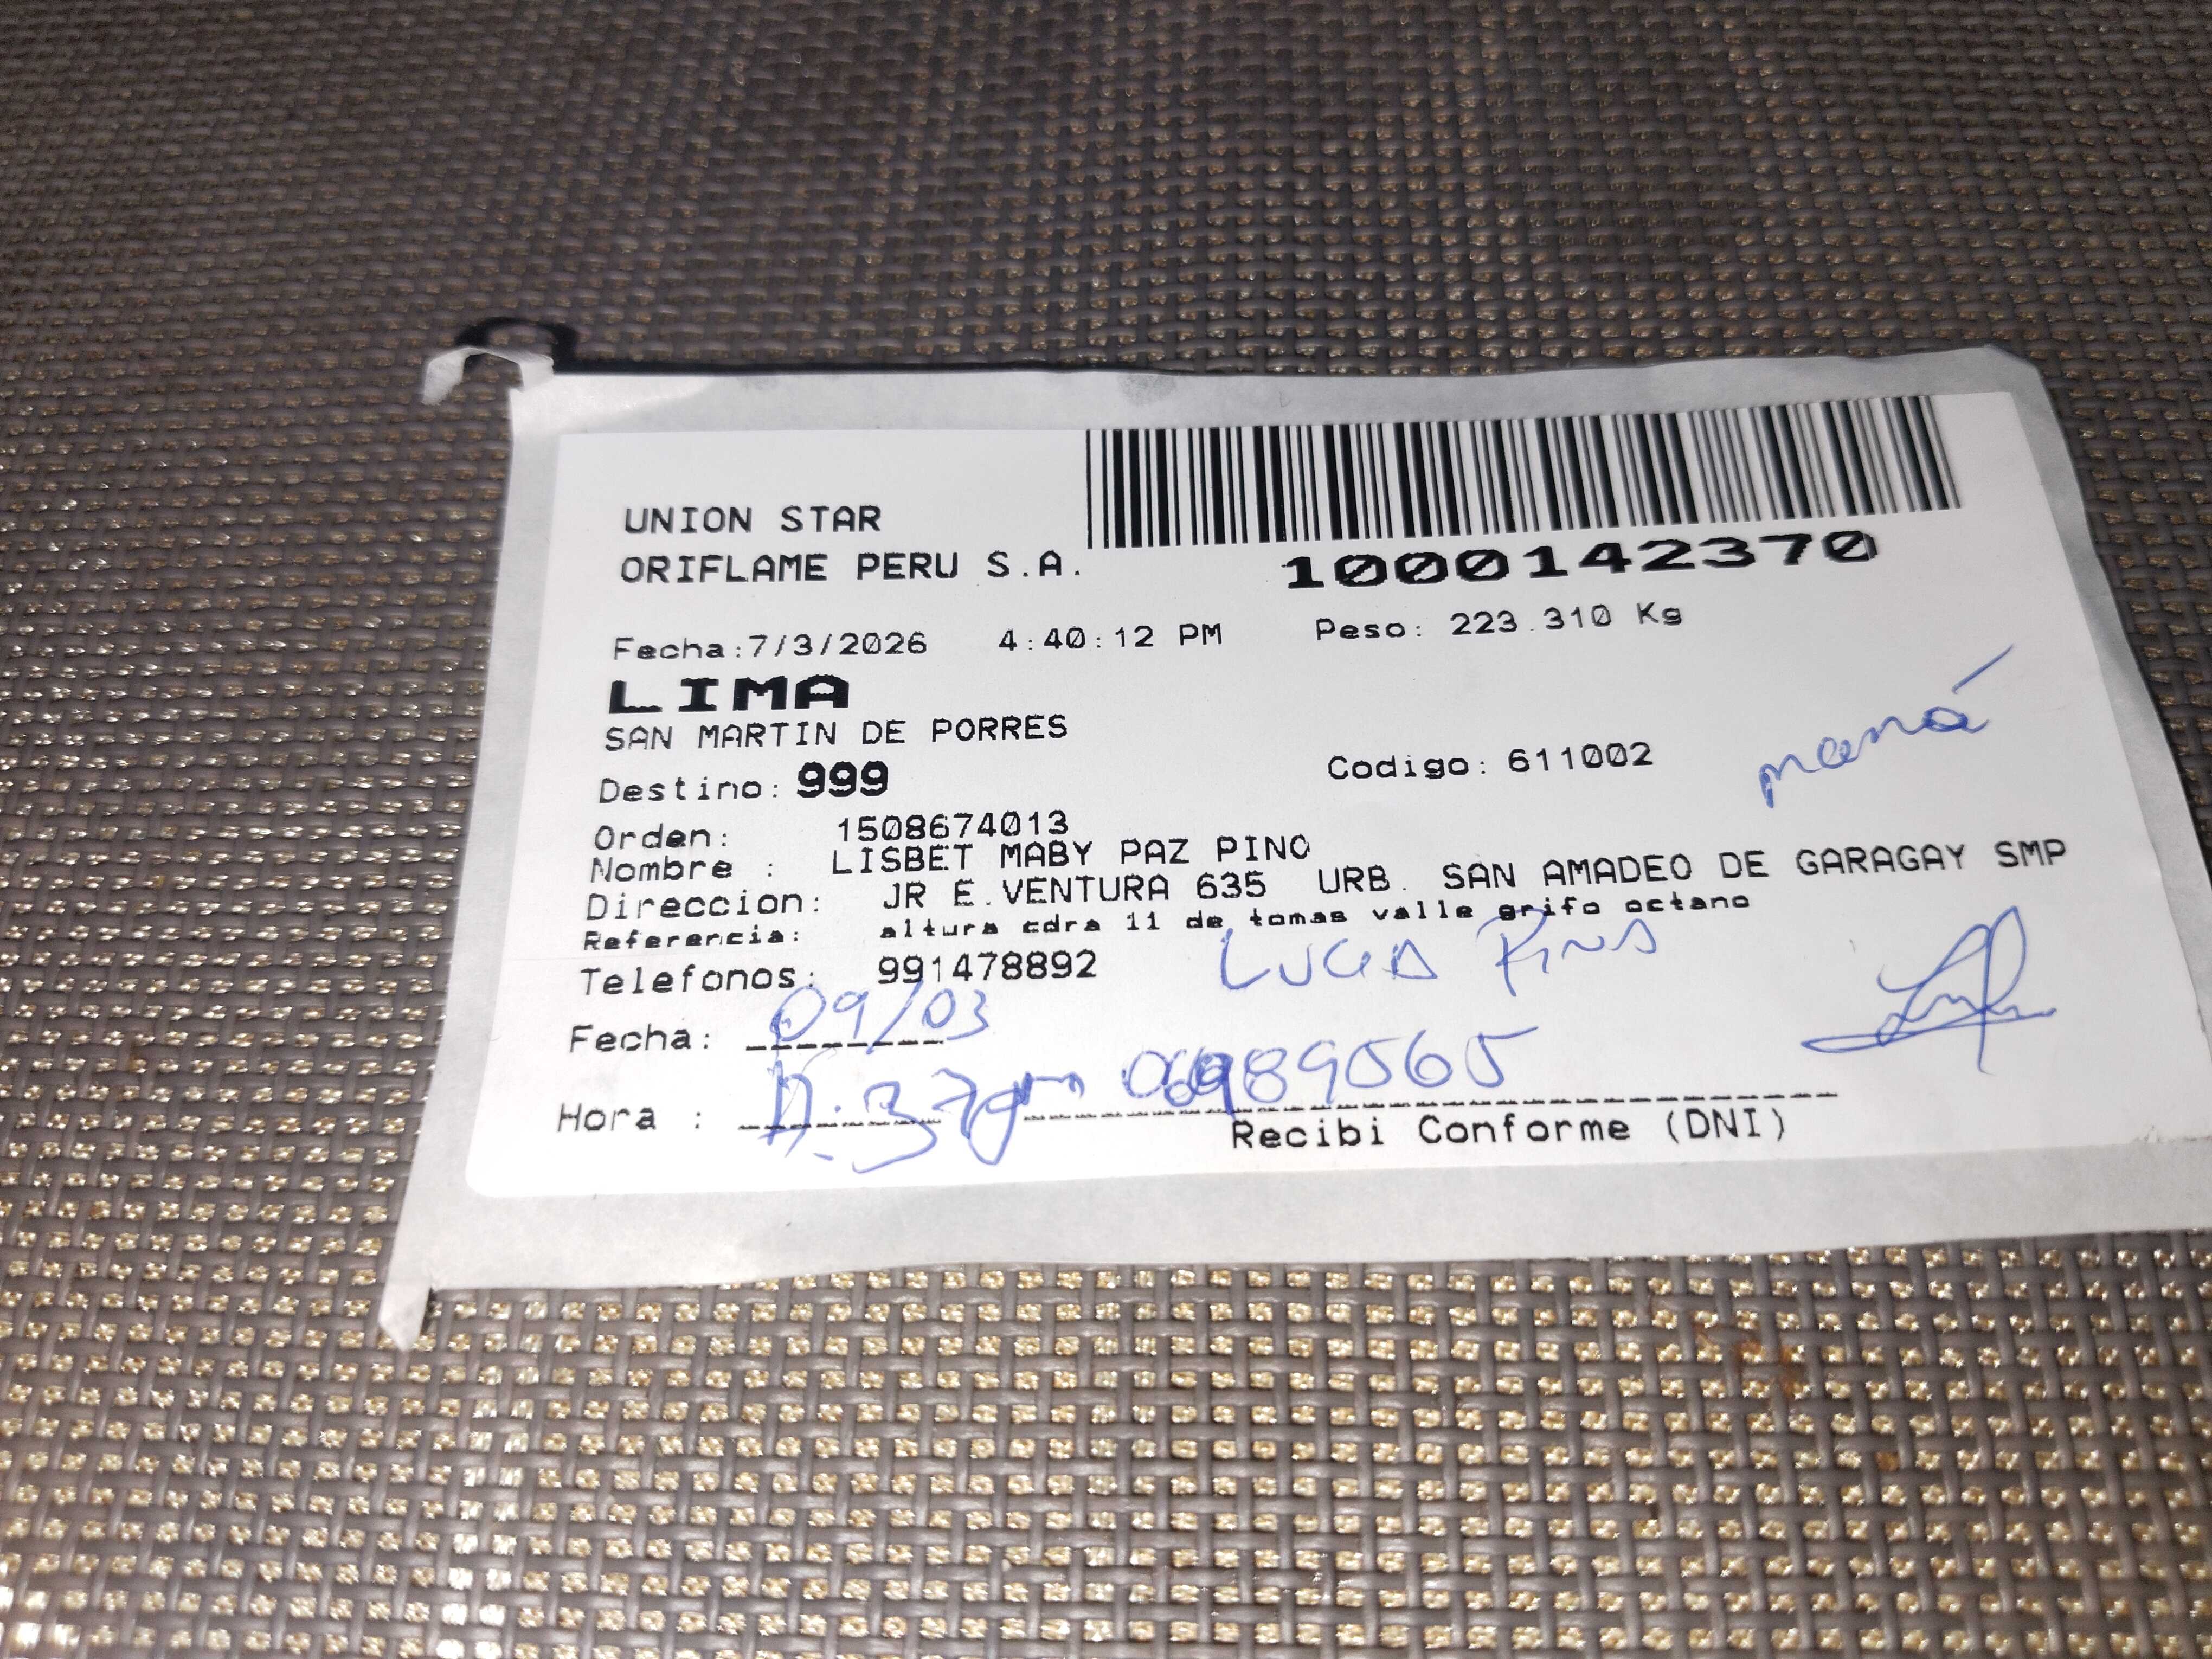 UNION STAR
ORIFLAME PERU S.A.
1000142370
Fecha:7/3/2026 4:40:12 PM Peso: 223.310 Kg
LIMA
SAN MARTIN DE PORRES
Destino: 999 Codigo: 611002
mamá
Orden: 1508674013
Nombre : LISBET MABY PAZ PINO
Direccion: JR E.VENTURA 635 URB. SAN AMADEO DE GARAGAY SMP
Referencia: altura cdra 11 de tomas valle grifo octano
Telefonos: 991478892
LUCIA PINO
Fecha: 09/03
Hora :
Recibi Conforme (DNI)